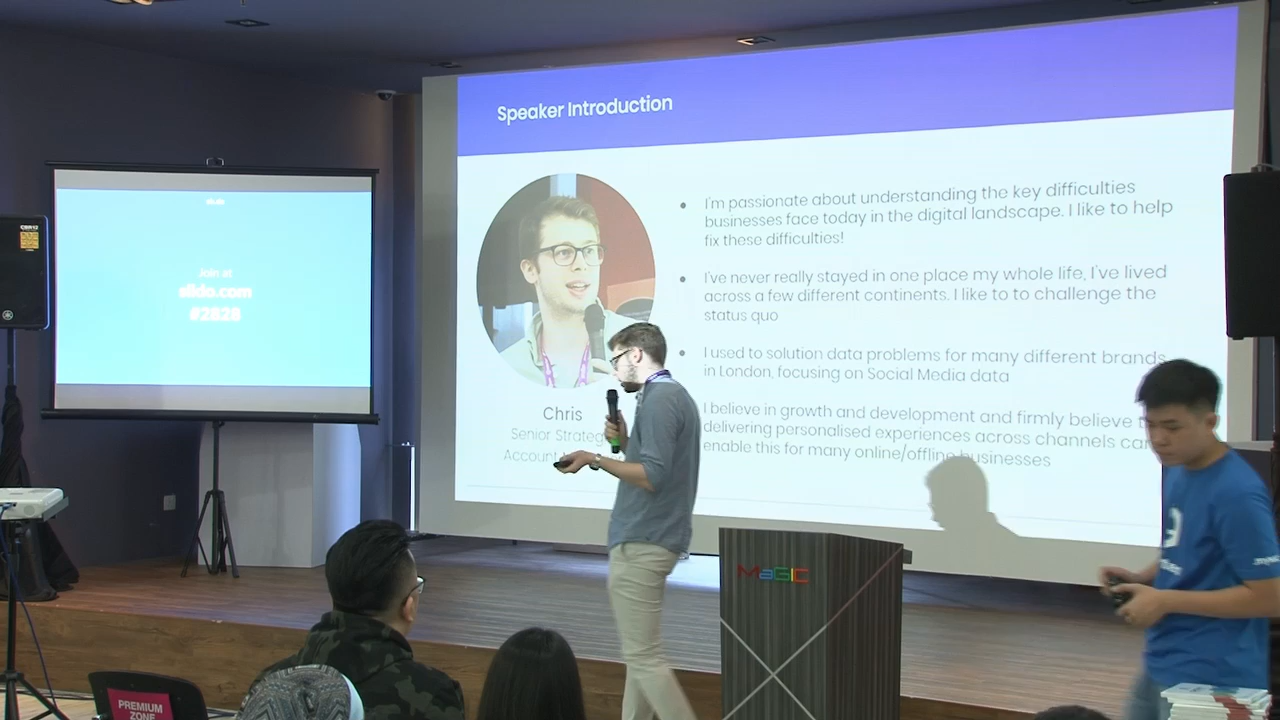 Speaker Introduction
I'm passionate about understanding the key difficulties
businesses face today in the digital landscape. I like to help
fix these difficulties!
I've never really stayed in one place my whole life, I've lived
across a few different continents. I like to to challenge the
status quo
I used to solution data problems for many different brands
in London, focusing on Social Media data
I believe in growth and development and firmly believe
delivering personalised experiences across channels can
enable this for many online/offline businesses
Chris
Senior
sli.do
Join at
slido.com
#2828
MaGIC
PREMIUM
ZONE